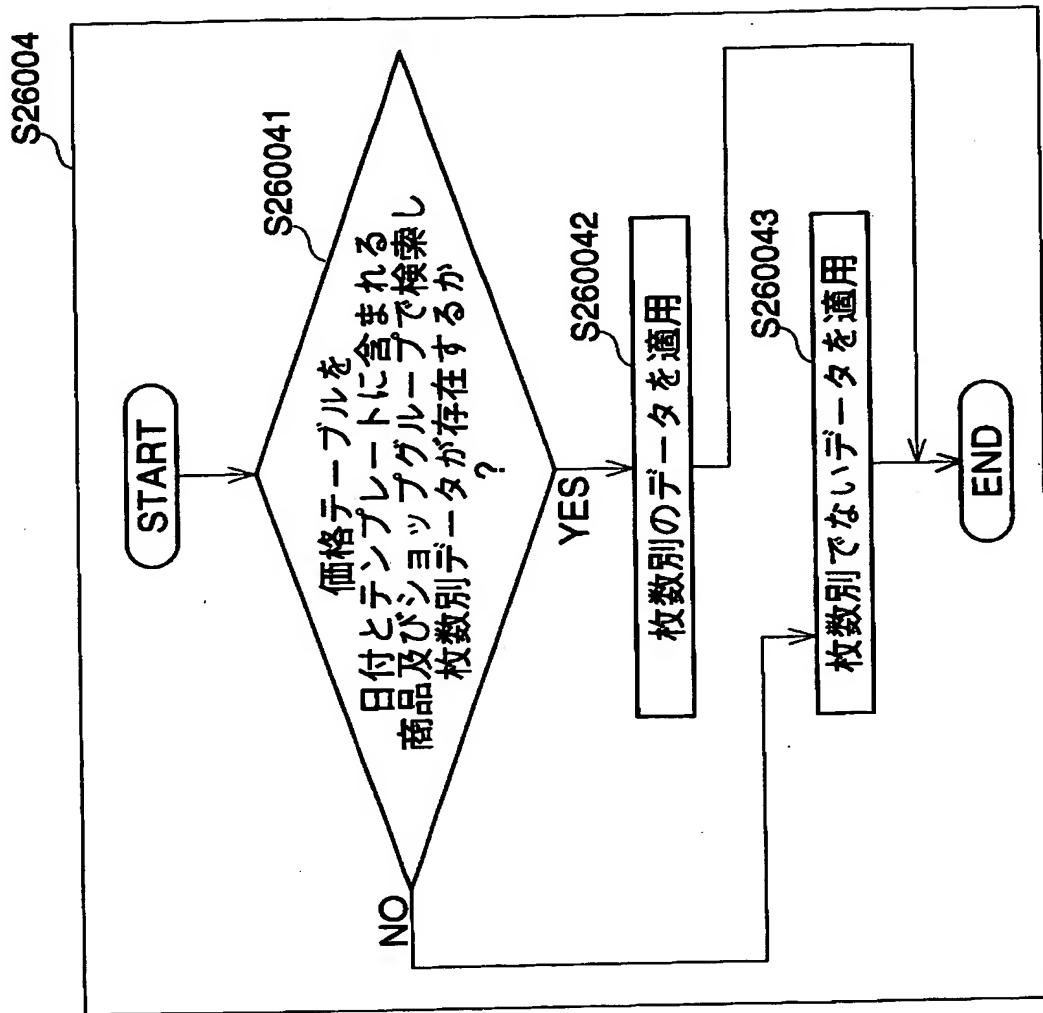 S26004
START
S260041
価格テーブルを
日付とテンプレートに含まれる
商品及びショップグループで検索し
枚数別データが存在するか
?
NO
YES
S260042
枚数別のデータを適用
S260043
枚数別でないデータを適用
END